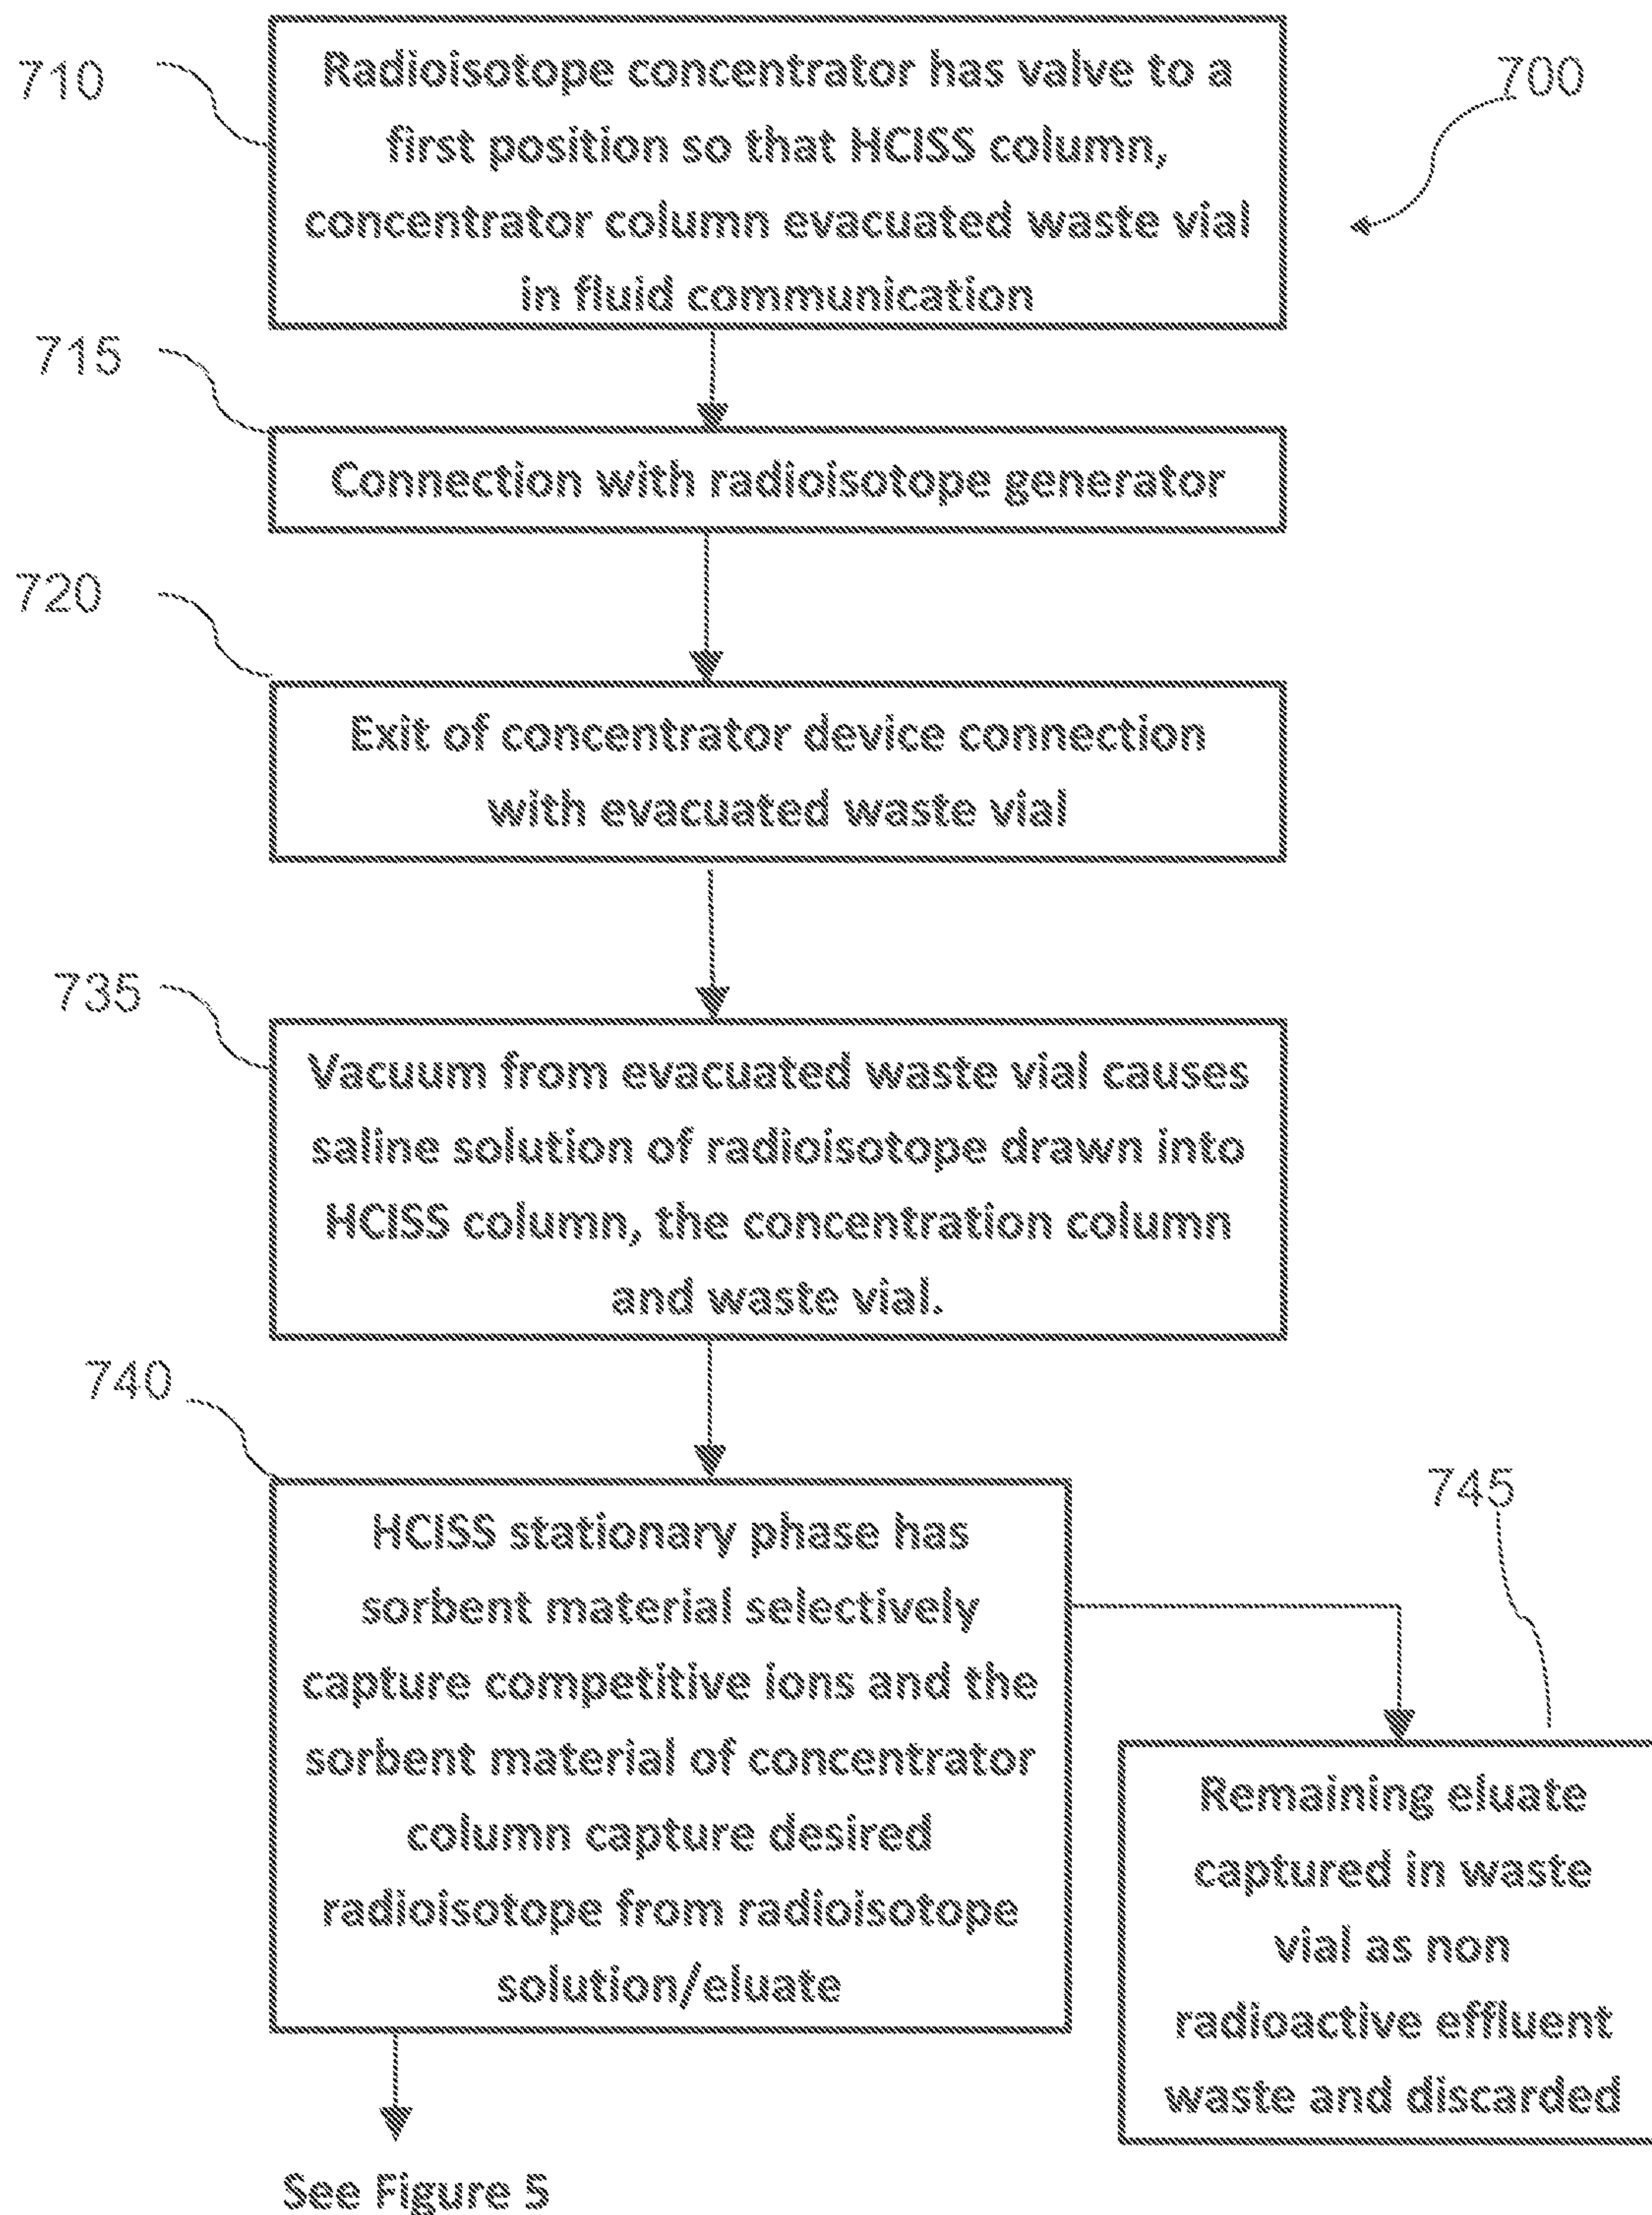 710
Radioisotope concentrator has valve to a
first position so that HCISS column,
concentrator column evacuated waste vial
in fluid communication
700
715
Connection with radioisotope generator
720
Exit of concentrator device connection
with evacuated waste vial
735
Vacuum from evacuated waste vial causes
saline solution of radioisotope drawn into
HCISS column, the concentration column
and waste vial.
740
HCISS stationary phase has
sorbent material selectively
capture competitive ions and the
sorbent material of concentrator
column capture desired
radioisotope from radioisotope
solution/eluate
745
Remaining eluate
captured in waste
vial as non
radioactive effluent
waste and discarded
See Figure 5